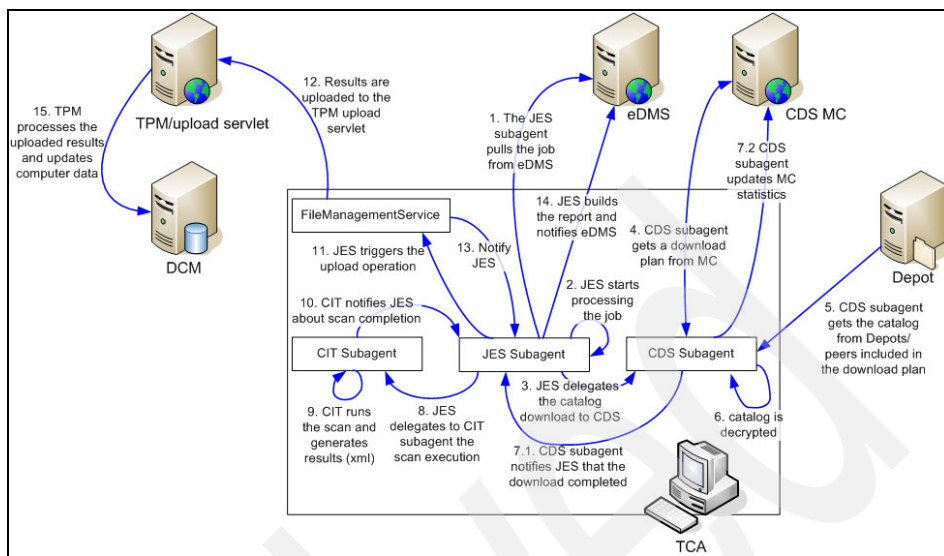 TPM/upload servlet
12. Results are
uploaded to the
TPM upload
servlet
15. TPM
processes the
uploaded results
and updates
computer data
DCM
eDMS
CDS MC
1. The JES
subagent
pulls the job
from eDMS
7.2 CDS
subagent
updates MC
statistics
FileManagementService
14. JES builds
the report and
notifies eDMS
4. CDS subagent
gets a download
plan from MC
Depot
11. JES triggers the
upload operation
13. Notify
JES
2. JES starts
processing
the job
10. CIT notifies JES
about scan completion
5. CDS subagent
gets the catalog
from Depots/
peers included in
the download plan
CIT Subagent
JES Subagent
CDS Subagent
9. CIT runs
the scan and
generates
results (xml)
8. JES
delegates to CIT
subagent the
scan execution
3. JES delegates
the catalog
download to CDS
6. catalog is
decrypted
7.1. CDS subagent
notifies JES that the
download completed
TCA